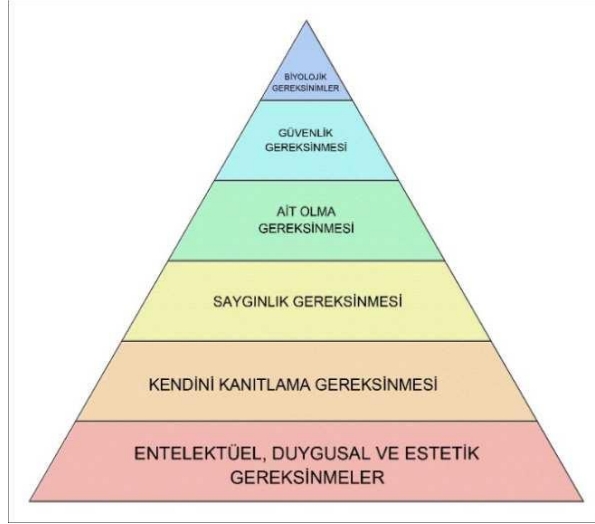 BİYOLOJİK
GEREKSİNİMLER
GÜVENLİK
GEREKSİNMESİ
AİT OLMA
GEREKSİNMESİ
SAYGINLIK GEREKSİNMESİ
KENDİNİ KANITLAMA GEREKSİNMESİ
ENTELEKTÜEL, DUYGUSAL VE ESTETİK
GEREKSİNMELER